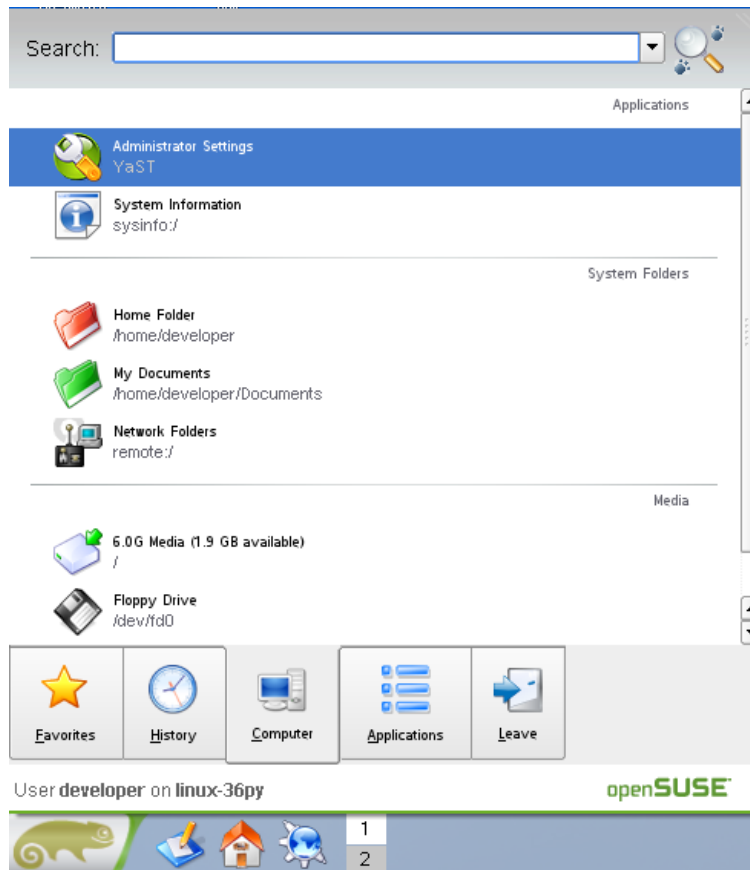 Search:
Applications
Administrator Settings
YaST
System Information
sysinfo:/
System Folders
Home Folder
/home/developer
My Documents
/home/developer/Documents
Network Folders
remote:/
Media
6.0G Media (1.9 GB available)
/
Floppy Drive
/dev/fd0
Favorites History Computer Applications Leave
User developer on linux-36py openSUSE
1
2